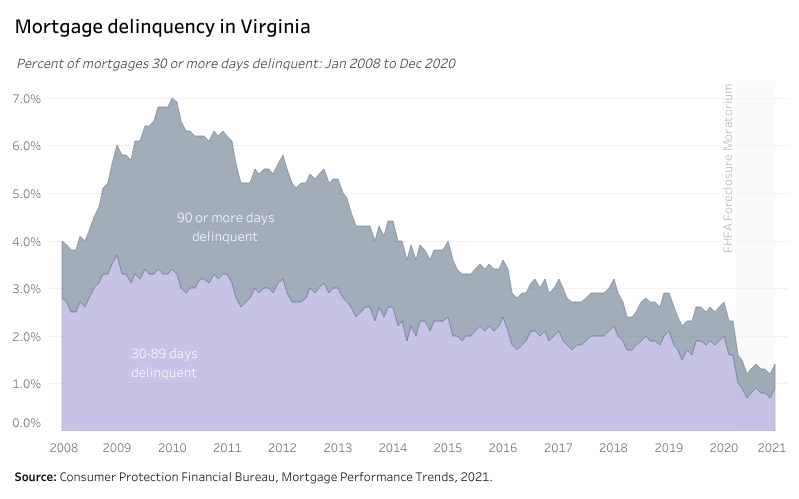 Mortgage delinquency in Virginia
Percent of mortgages 30 or more days delinquent: Jan 2008 to Dec 2020
7.0%
6.0%
5.0%
4.0%
3.0%
2.0%
1.0%
0.0%
FHFA Foreclosure Moratorium
90 or more days
delinquent
30-89 days
delinquent
2008 2009 2010 2011 2012 2013 2014 2015 2016 2017 2018 2019 2020 2021
Source: Consumer Protection Financial Bureau, Mortgage Performance Trends, 2021.